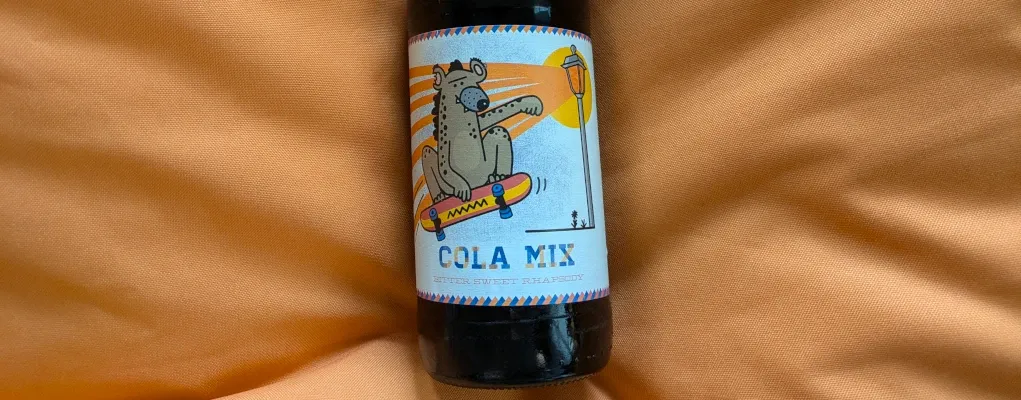 COLA MIX
BITTER SWEET RHAPSODY